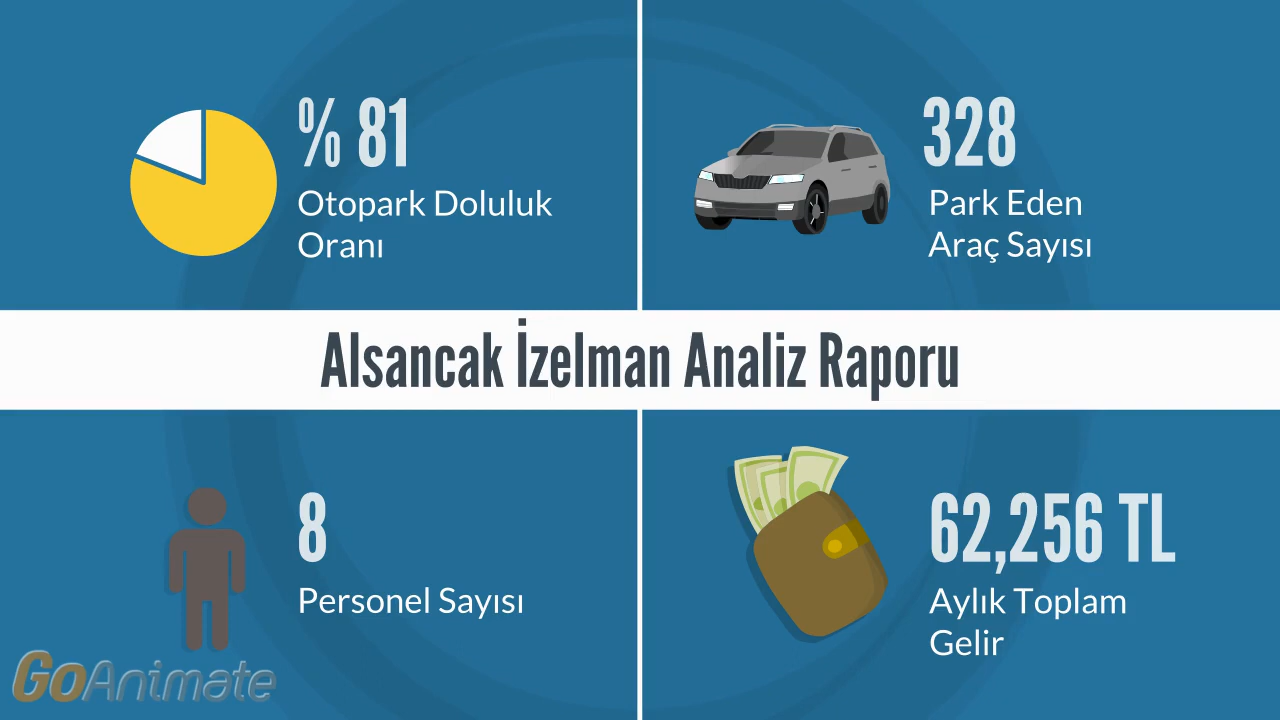 % 81
Otopark Doluluk
Oranı
328
Park Eden
Araç Sayısı
Alsancak İzelman Analiz Raporu
8
Personel Sayısı
62,256 TL
Aylık Toplam
Gelir
GoAnimate